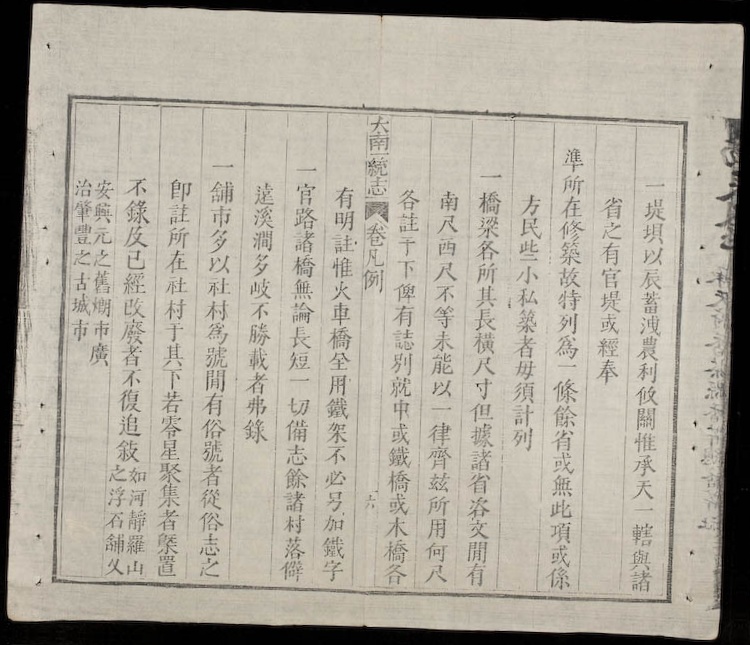 一堤垻以辰蓄洩農利攸關惟承天一轄與諸
省之有官堤或經奉
準所在修築故特列爲一條餘省或無此項或係
方民些小私築者毋須計列
一橋梁各所其長橫尺寸但據諸省咨文間有
南尺西尺不等未能以一律齊兹所用何尺
各註于下俾有誌別就中或鐵橋或木橋各
大南一統志 卷凡例 六
有明註惟火車橋全用鐵架不必另加鐵字
一官路諸橋無論長短一切備志餘諸村落僻
遠溪澗多岐不勝載者弗錄
一舖市多以社村爲號間有俗號者從俗志之
卽註所在社村于其下若零星聚集者槩置
不錄及已經改廢者不復追敍如河靜羅山之浮石舖乂
安興元之舊𢄂市廣
治肇豐之古城市